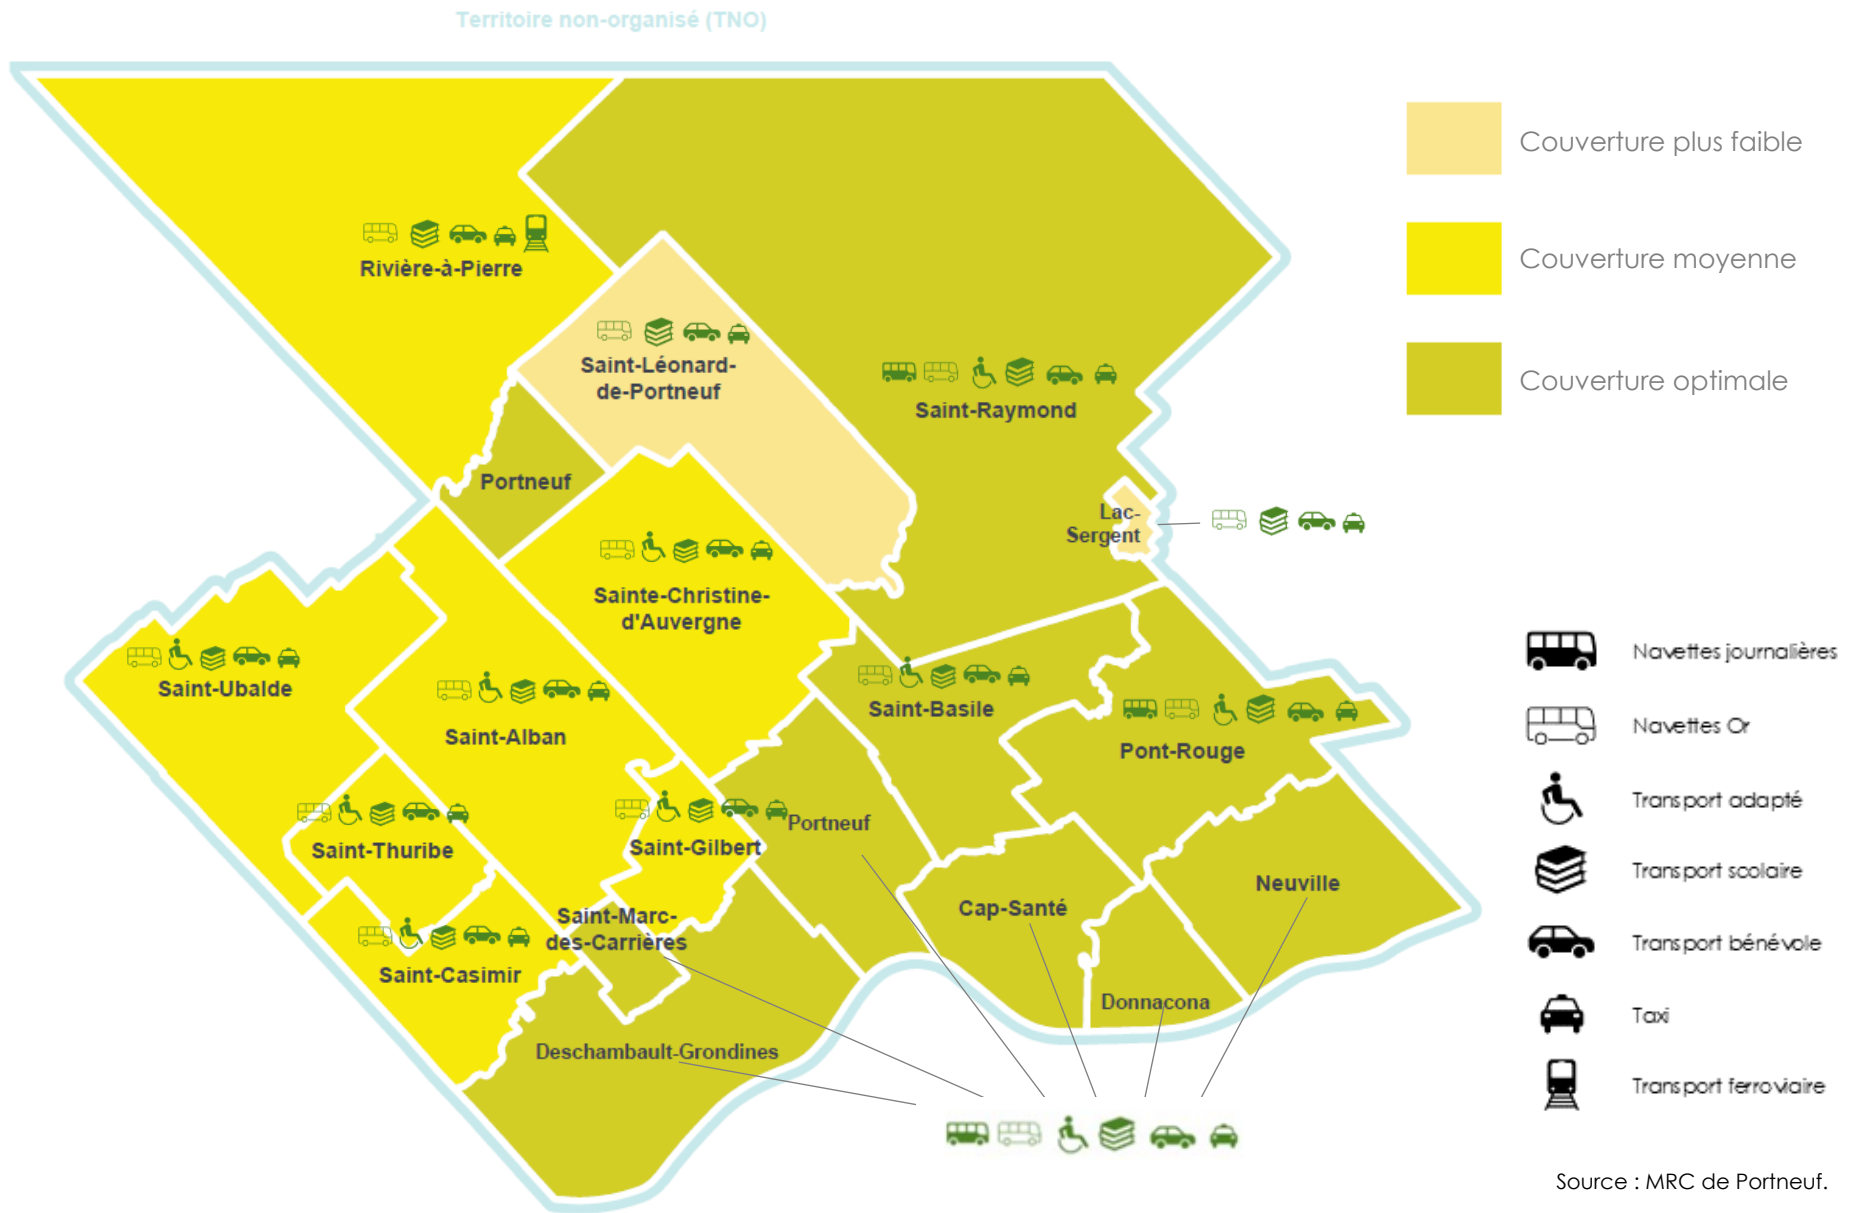 Territoire non-organisé (TNO)
Couverture plus faible
Couverture moyenne
Couverture optimale
Rivière-à-Pierre
Saint-Léonard-
de-Portneuf
Saint-Raymond
Portneuf
Lac-
Sergent
Sainte-Christine-
d'Auvergne
Saint-Ubalde
Saint-Alban
Saint-Basile
Pont-Rouge
Saint-Thuribe
Saint-Gilbert
Portneuf
Neuville
Cap-Santé
Saint-Marc-
des-Carrières
Saint-Casimir
Donnacona
Deschambault-Grondines
Navettes journalières
Navettes Or
Transport adapté
Transport scolaire
Transport bénévole
Taxi
Transport ferroviaire
Source : MRC de Portneuf.